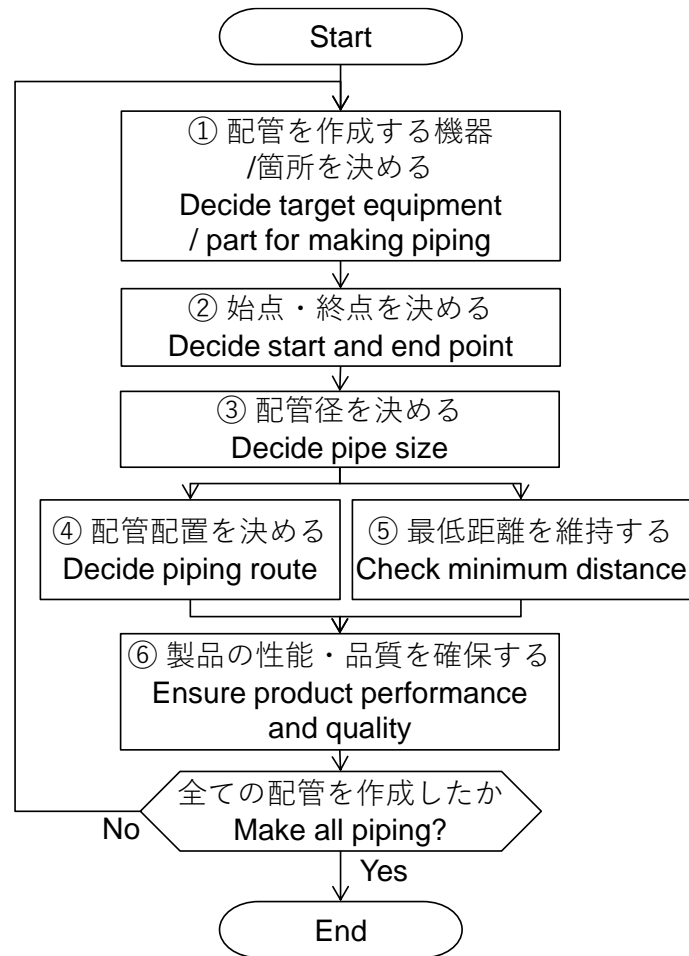 Start
① 配管を作成する機器
/箇所を決める
Decide target equipment
/ part for making piping
② 始点・終点を決める
Decide start and end point
③ 配管径を決める
Decide pipe size
④ 配管配置を決める
Decide piping route
⑤ 最低距離を維持する
Check minimum distance
⑥ 製品の性能・品質を確保する
Ensure product performance
and quality
全ての配管を作成したか
Make all piping?
No
Yes
End